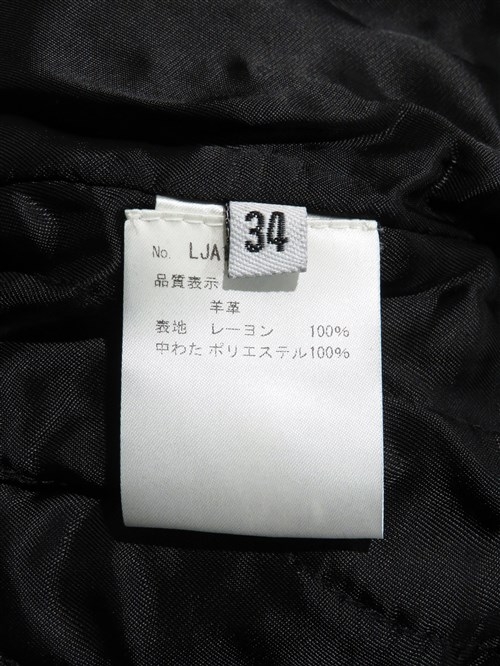 34
No. LJA
品質表示
羊革
表地 レーヨン 100%
中わた ポリエステル100%